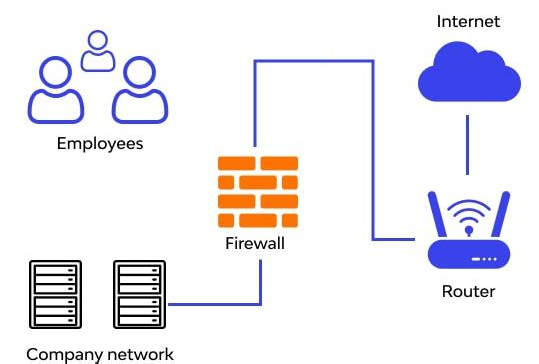 Internet
Employees
Firewall
Router
Company network